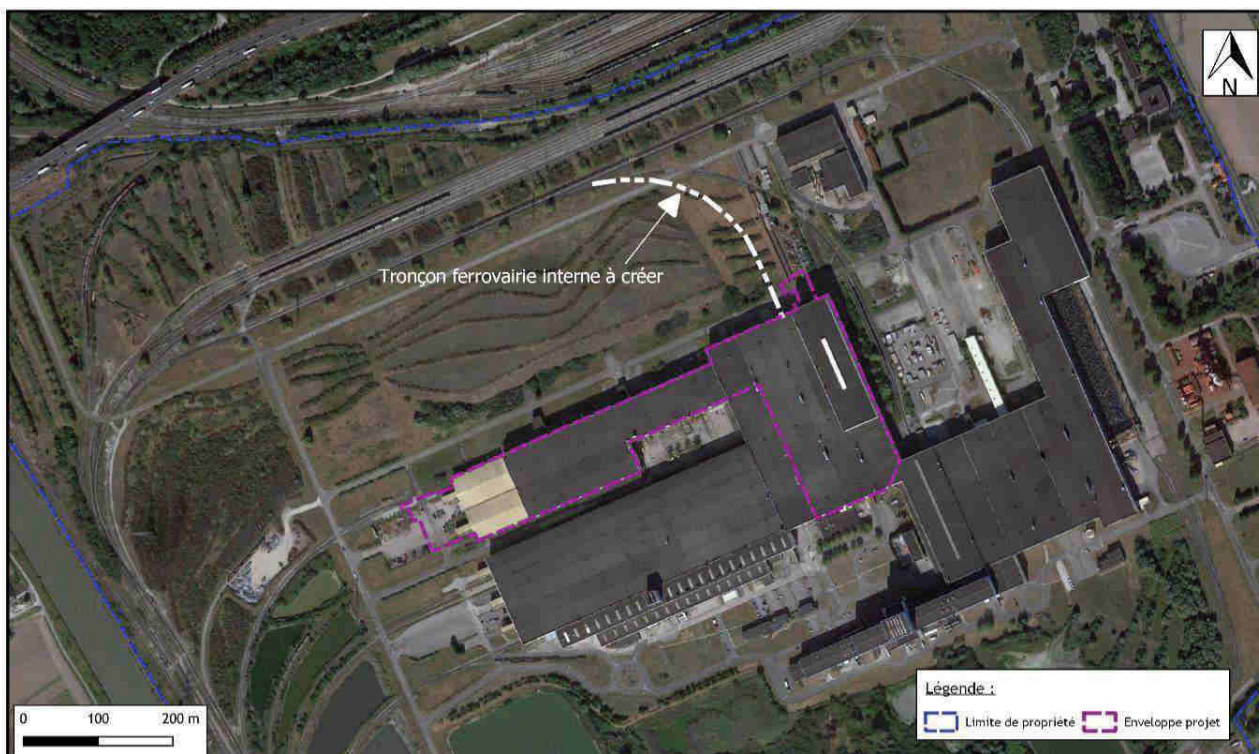 N
Tronçon ferrovairie interne à créer
Légende :
Limite de propriété Enveloppe projet
0 100 200 m